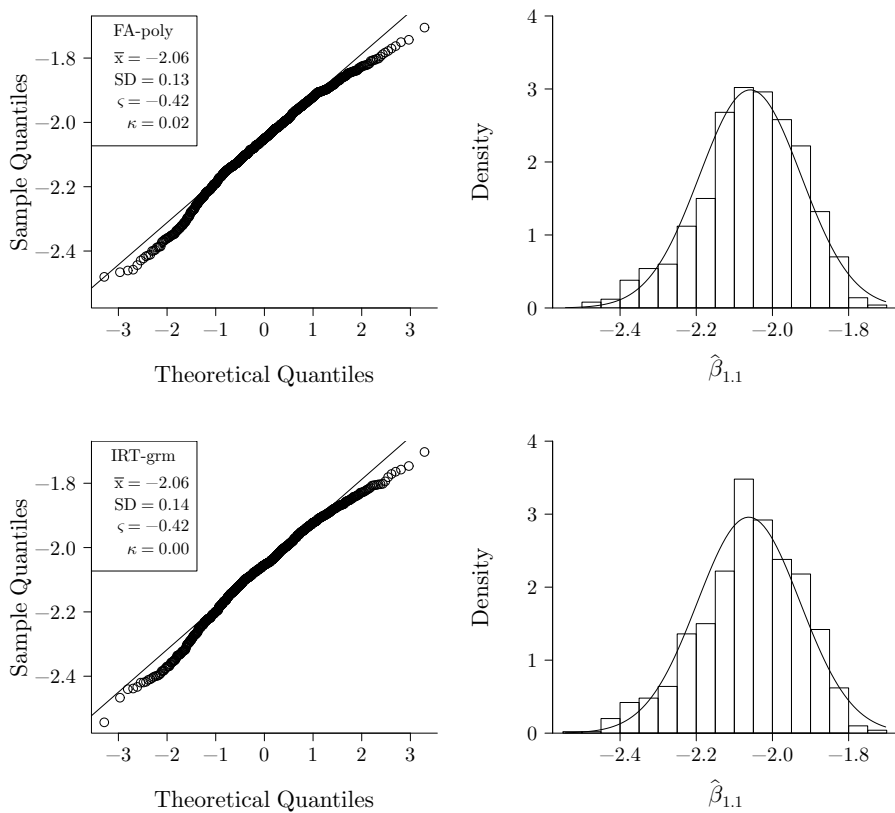 FA-poly
x̅ = −2.06
SD = 0.13
ς = −0.42
κ = 0.02
Sample Quantiles
−1.8
−2.0
−2.2
−2.4
−3 −2 −1 0 1 2 3
Theoretical Quantiles
Density
4
3
2
1
0
−2.4 −2.2 −2.0 −1.8
β̂1.1
IRT-grm
x̅ = −2.06
SD = 0.14
ς = −0.42
κ = 0.00
Sample Quantiles
−1.8
−2.0
−2.2
−2.4
−3 −2 −1 0 1 2 3
Theoretical Quantiles
Density
4
3
2
1
0
−2.4 −2.2 −2.0 −1.8
β̂1.1